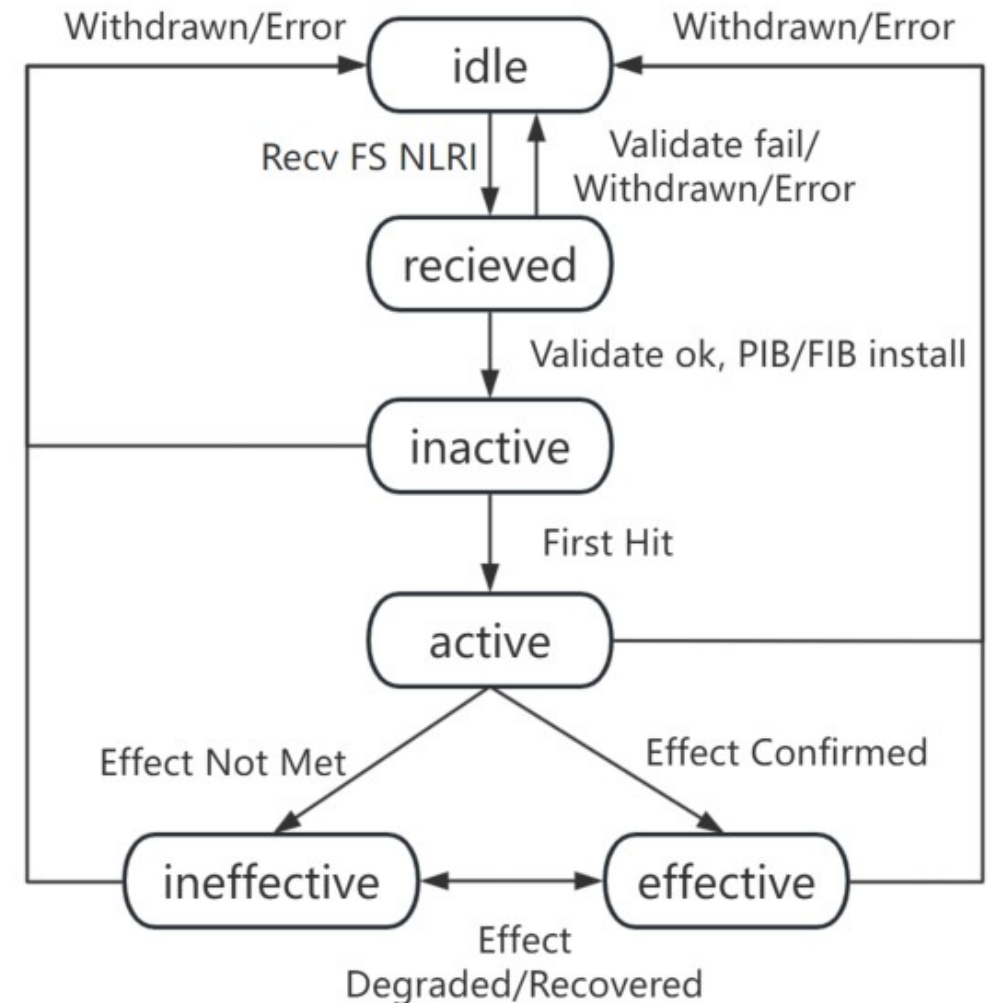 Withdrawn/Error
Withdrawn/Error
idle
Recv FS NLRI
Validate fail/
Withdrawn/Error
recieved
Validate ok, PIB/FIB install
inactive
First Hit
active
Effect Not Met
Effect Confirmed
ineffective
effective
Effect
Degraded/Recovered